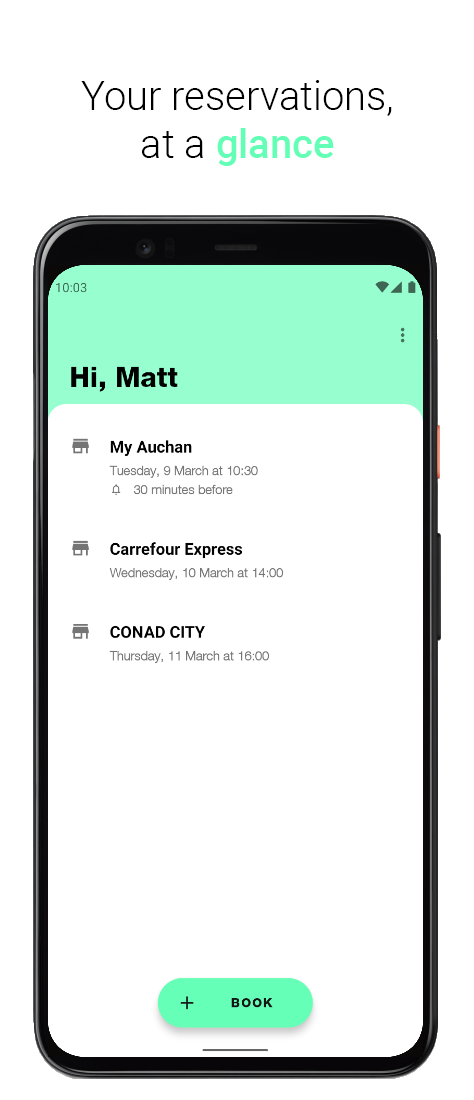 Your reservations,
at a glance
10:03
Hi, Matt
My Auchan
Tuesday, 9 March at 10:30
30 minutes before
Carrefour Express
Wednesday, 10 March at 14:00
CONAD CITY
Thursday, 11 March at 16:00
+ BOOK